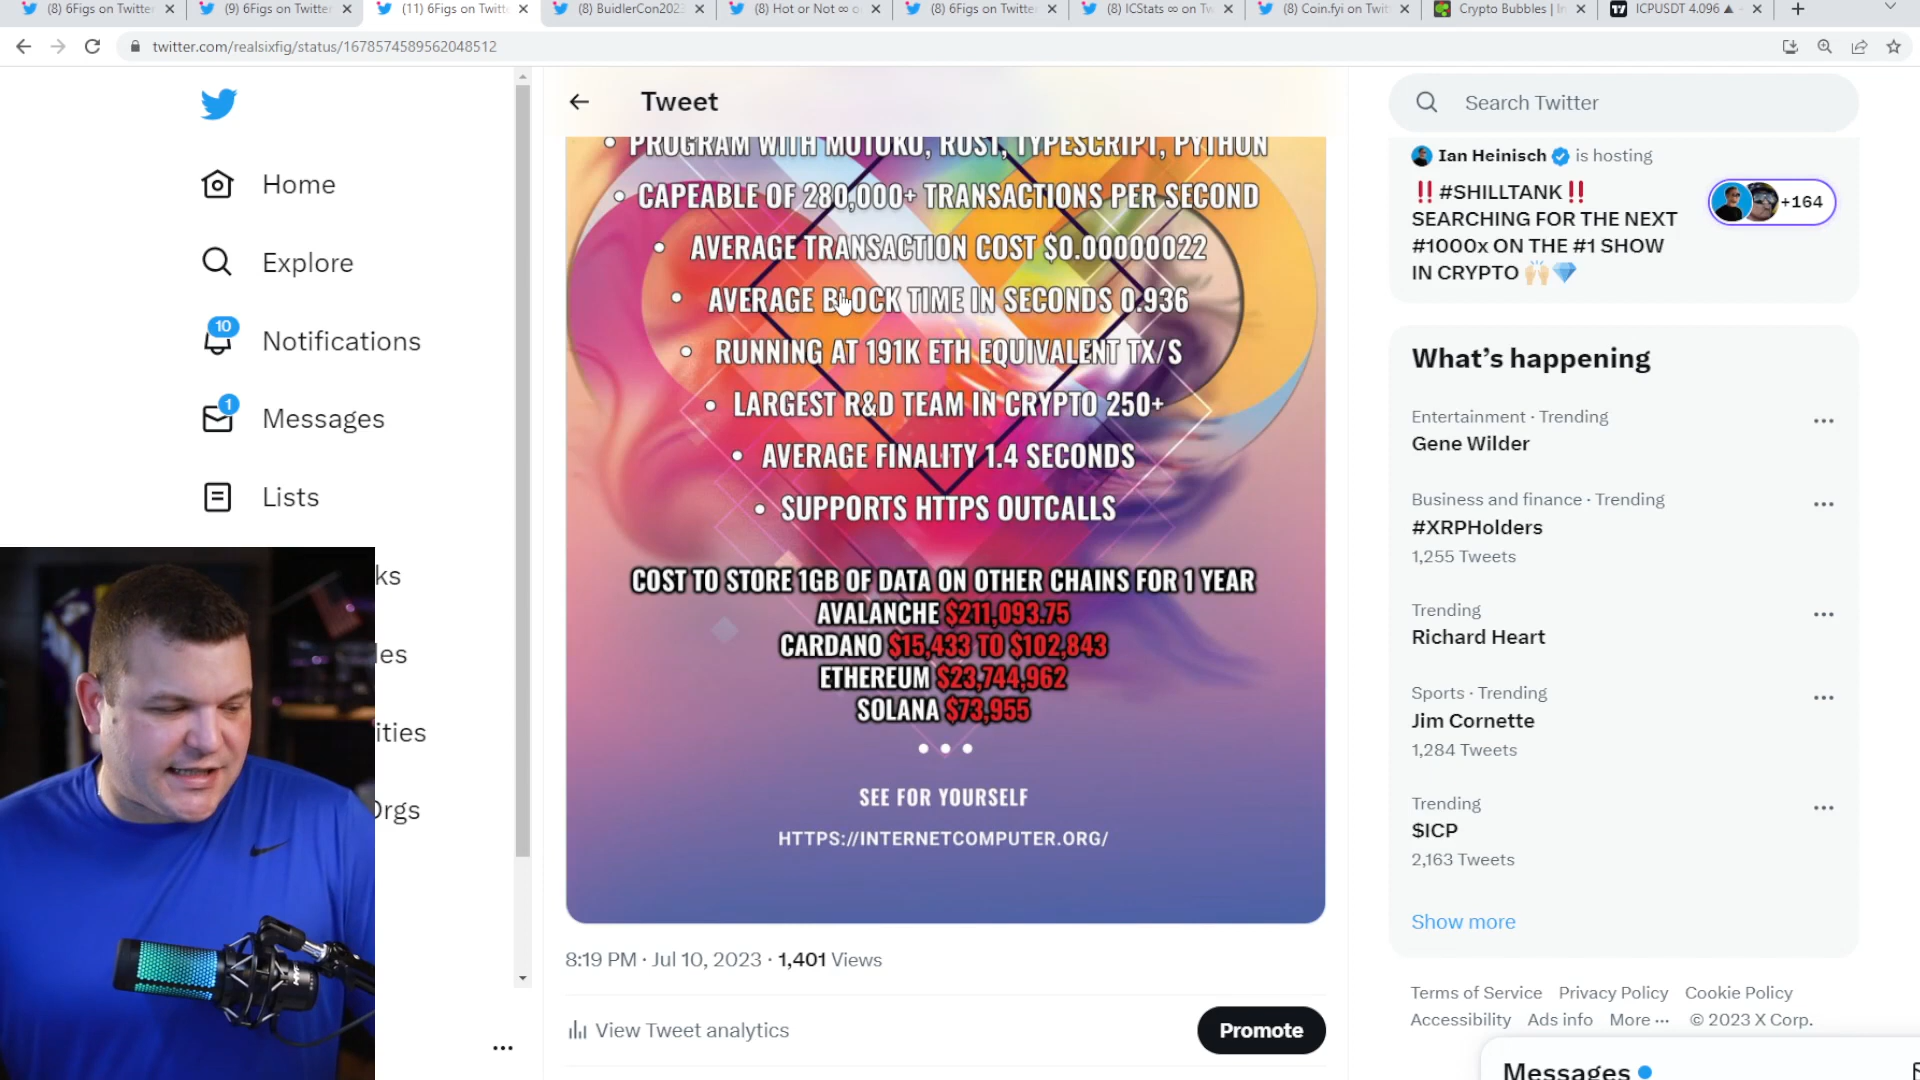 (8) 6Figs on Twitter
(9) 6Figs on Twitter
(11) 6Figs on Twitt
(8) BuidlerCon202
(8) Hot or Not ∞ o
(8) 6Figs on Twitte
(8) ICStats ∞ on Tw
(8) Coin.fyi on Twit
Crypto Bubbles | In
ICPUSDT 4.096 ▲
twitter.com/realsixfig/status/1678574589562048512
Home
Explore
10
Notifications
1
Messages
Lists
ks
les
ities
Orgs
Tweet
• PROGRAM WITH MOTOKO, RUST, TYPESCRIPT, PYTHON
• CAPEABLE OF 280,000+ TRANSACTIONS PER SECOND
• AVERAGE TRANSACTION COST $0.00000022
• AVERAGE BLOCK TIME IN SECONDS 0.936
• RUNNING AT 191K ETH EQUIVALENT TX/S
• LARGEST R&D TEAM IN CRYPTO 250+
• AVERAGE FINALITY 1.4 SECONDS
• SUPPORTS HTTPS OUTCALLS
COST TO STORE 1GB OF DATA ON OTHER CHAINS FOR 1 YEAR
AVALANCHE $211,093.75
CARDANO $15,433 TO $102,843
ETHEREUM $23,744,962
SOLANA $73,955
SEE FOR YOURSELF
HTTPS://INTERNETCOMPUTER.ORG/
8:19 PM · Jul 10, 2023 · 1,401 Views
View Tweet analytics
Promote
Search Twitter
Ian Heinisch is hosting
‼️#SHILLTANK‼️
SEARCHING FOR THE NEXT
#1000x ON THE #1 SHOW
IN CRYPTO 🙌🏻💎
+164
What's happening
Entertainment · Trending
Gene Wilder
Business and finance · Trending
#XRPHolders
1,255 Tweets
Trending
Richard Heart
Sports · Trending
Jim Cornette
1,284 Tweets
Trending
$ICP
2,163 Tweets
Show more
Terms of Service Privacy Policy Cookie Policy
Accessibility Ads info More ··· © 2023 X Corp.
Messages